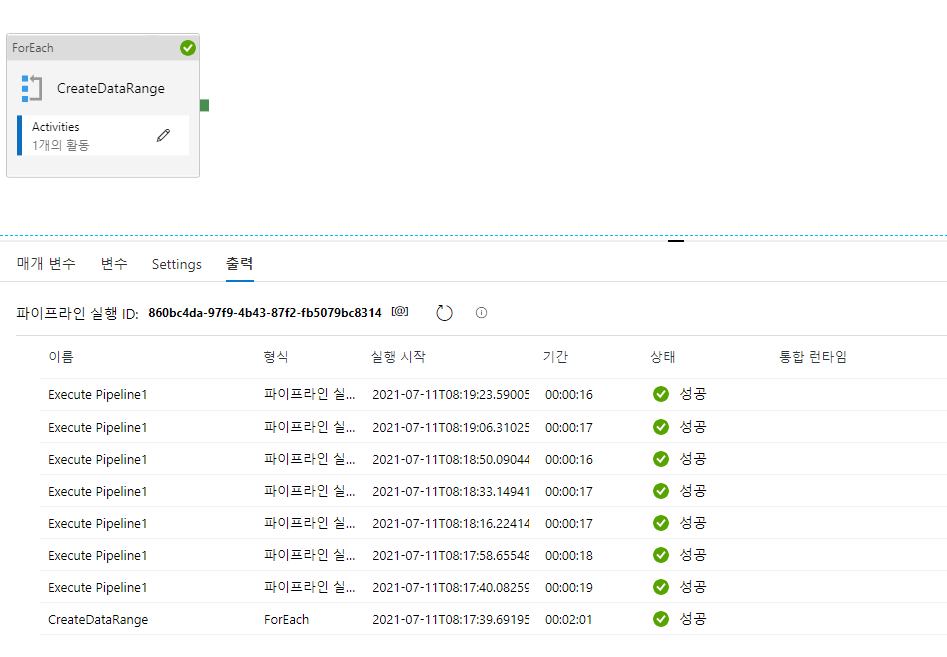 ForEach
CreateDataRange
Activities
1개의 활동
매개 변수 변수 Settings 출력
파이프라인 실행 ID: 860bc4da-97f9-4b43-87f2-fb5079bc8314 [@]
이름 형식 실행 시작 기간 상태 통합 런타임
Execute Pipeline1 파이프라인 실... 2021-07-11T08:19:23.59005 00:00:16 성공
Execute Pipeline1 파이프라인 실... 2021-07-11T08:19:06.31025 00:00:17 성공
Execute Pipeline1 파이프라인 실... 2021-07-11T08:18:50.09044 00:00:16 성공
Execute Pipeline1 파이프라인 실... 2021-07-11T08:18:33.14941 00:00:17 성공
Execute Pipeline1 파이프라인 실... 2021-07-11T08:18:16.22414 00:00:17 성공
Execute Pipeline1 파이프라인 실... 2021-07-11T08:17:58.65548 00:00:18 성공
Execute Pipeline1 파이프라인 실... 2021-07-11T08:17:40.08259 00:00:19 성공
CreateDataRange ForEach 2021-07-11T08:17:39.69195 00:02:01 성공